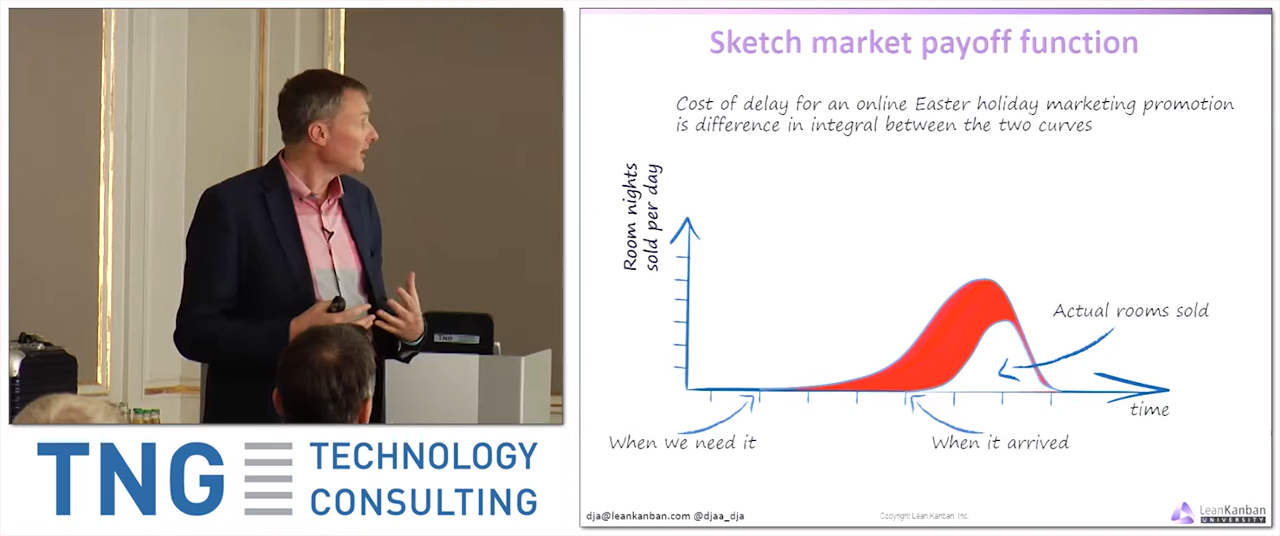 Sketch market payoff function
Cost of delay for an online Easter holiday marketing promotion
is difference in integral between the two curves
Room nights
sold per day
Actual rooms sold
time
When we need it
When it arrived
dja@leankanban.com @djaa_dja
Copyright Lean Kanban Inc.
LeanKanban
UNIVERSITY
TNG
TNG TECHNOLOGY
CONSULTING